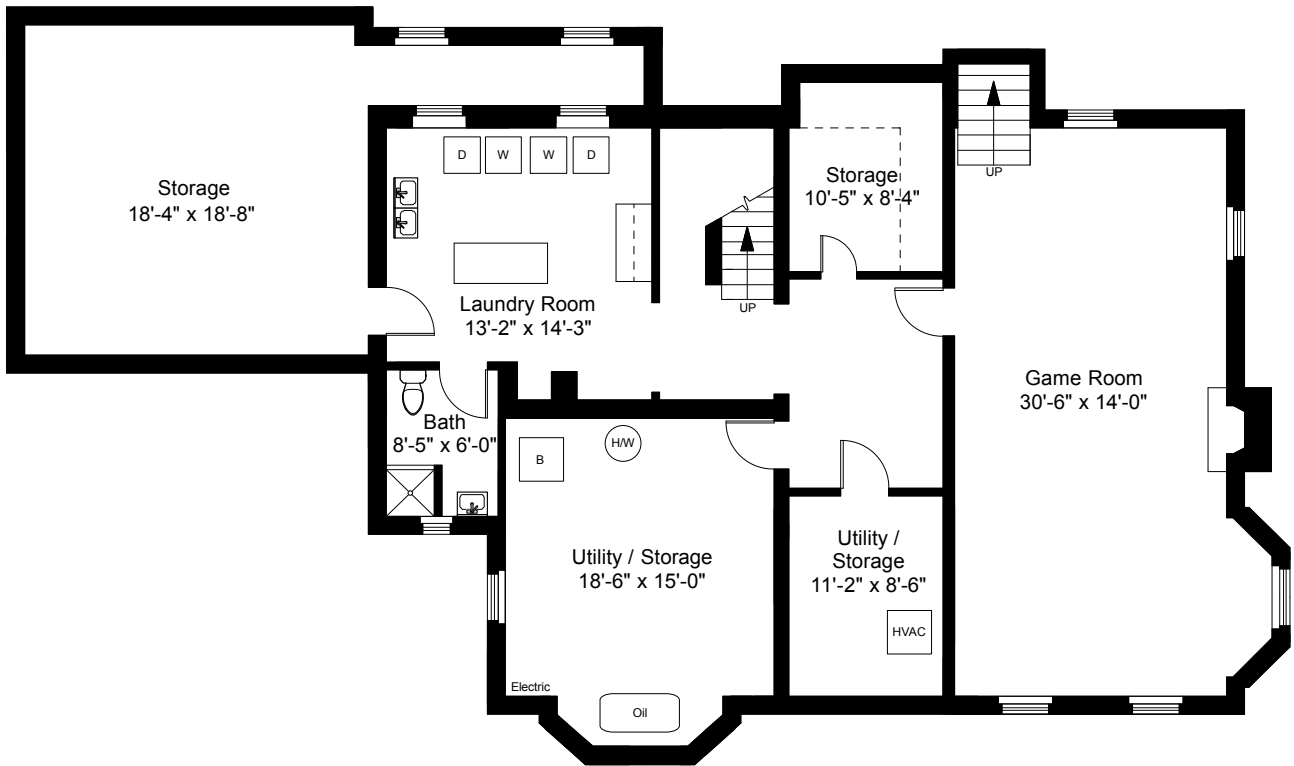 D
W
W
D
Storage
18'-4" x 18'-8"
Storage
10'-5" x 8'-4"
UP
UP
Laundry Room
13'-2" x 14'-3"
Game Room
30'-6" x 14'-0"
Bath
8'-5" x 6'-0"
H/W
B
Utility / Storage
18'-6" x 15'-0"
Utility /
Storage
11'-2" x 8'-6"
HVAC
Electric
Oil